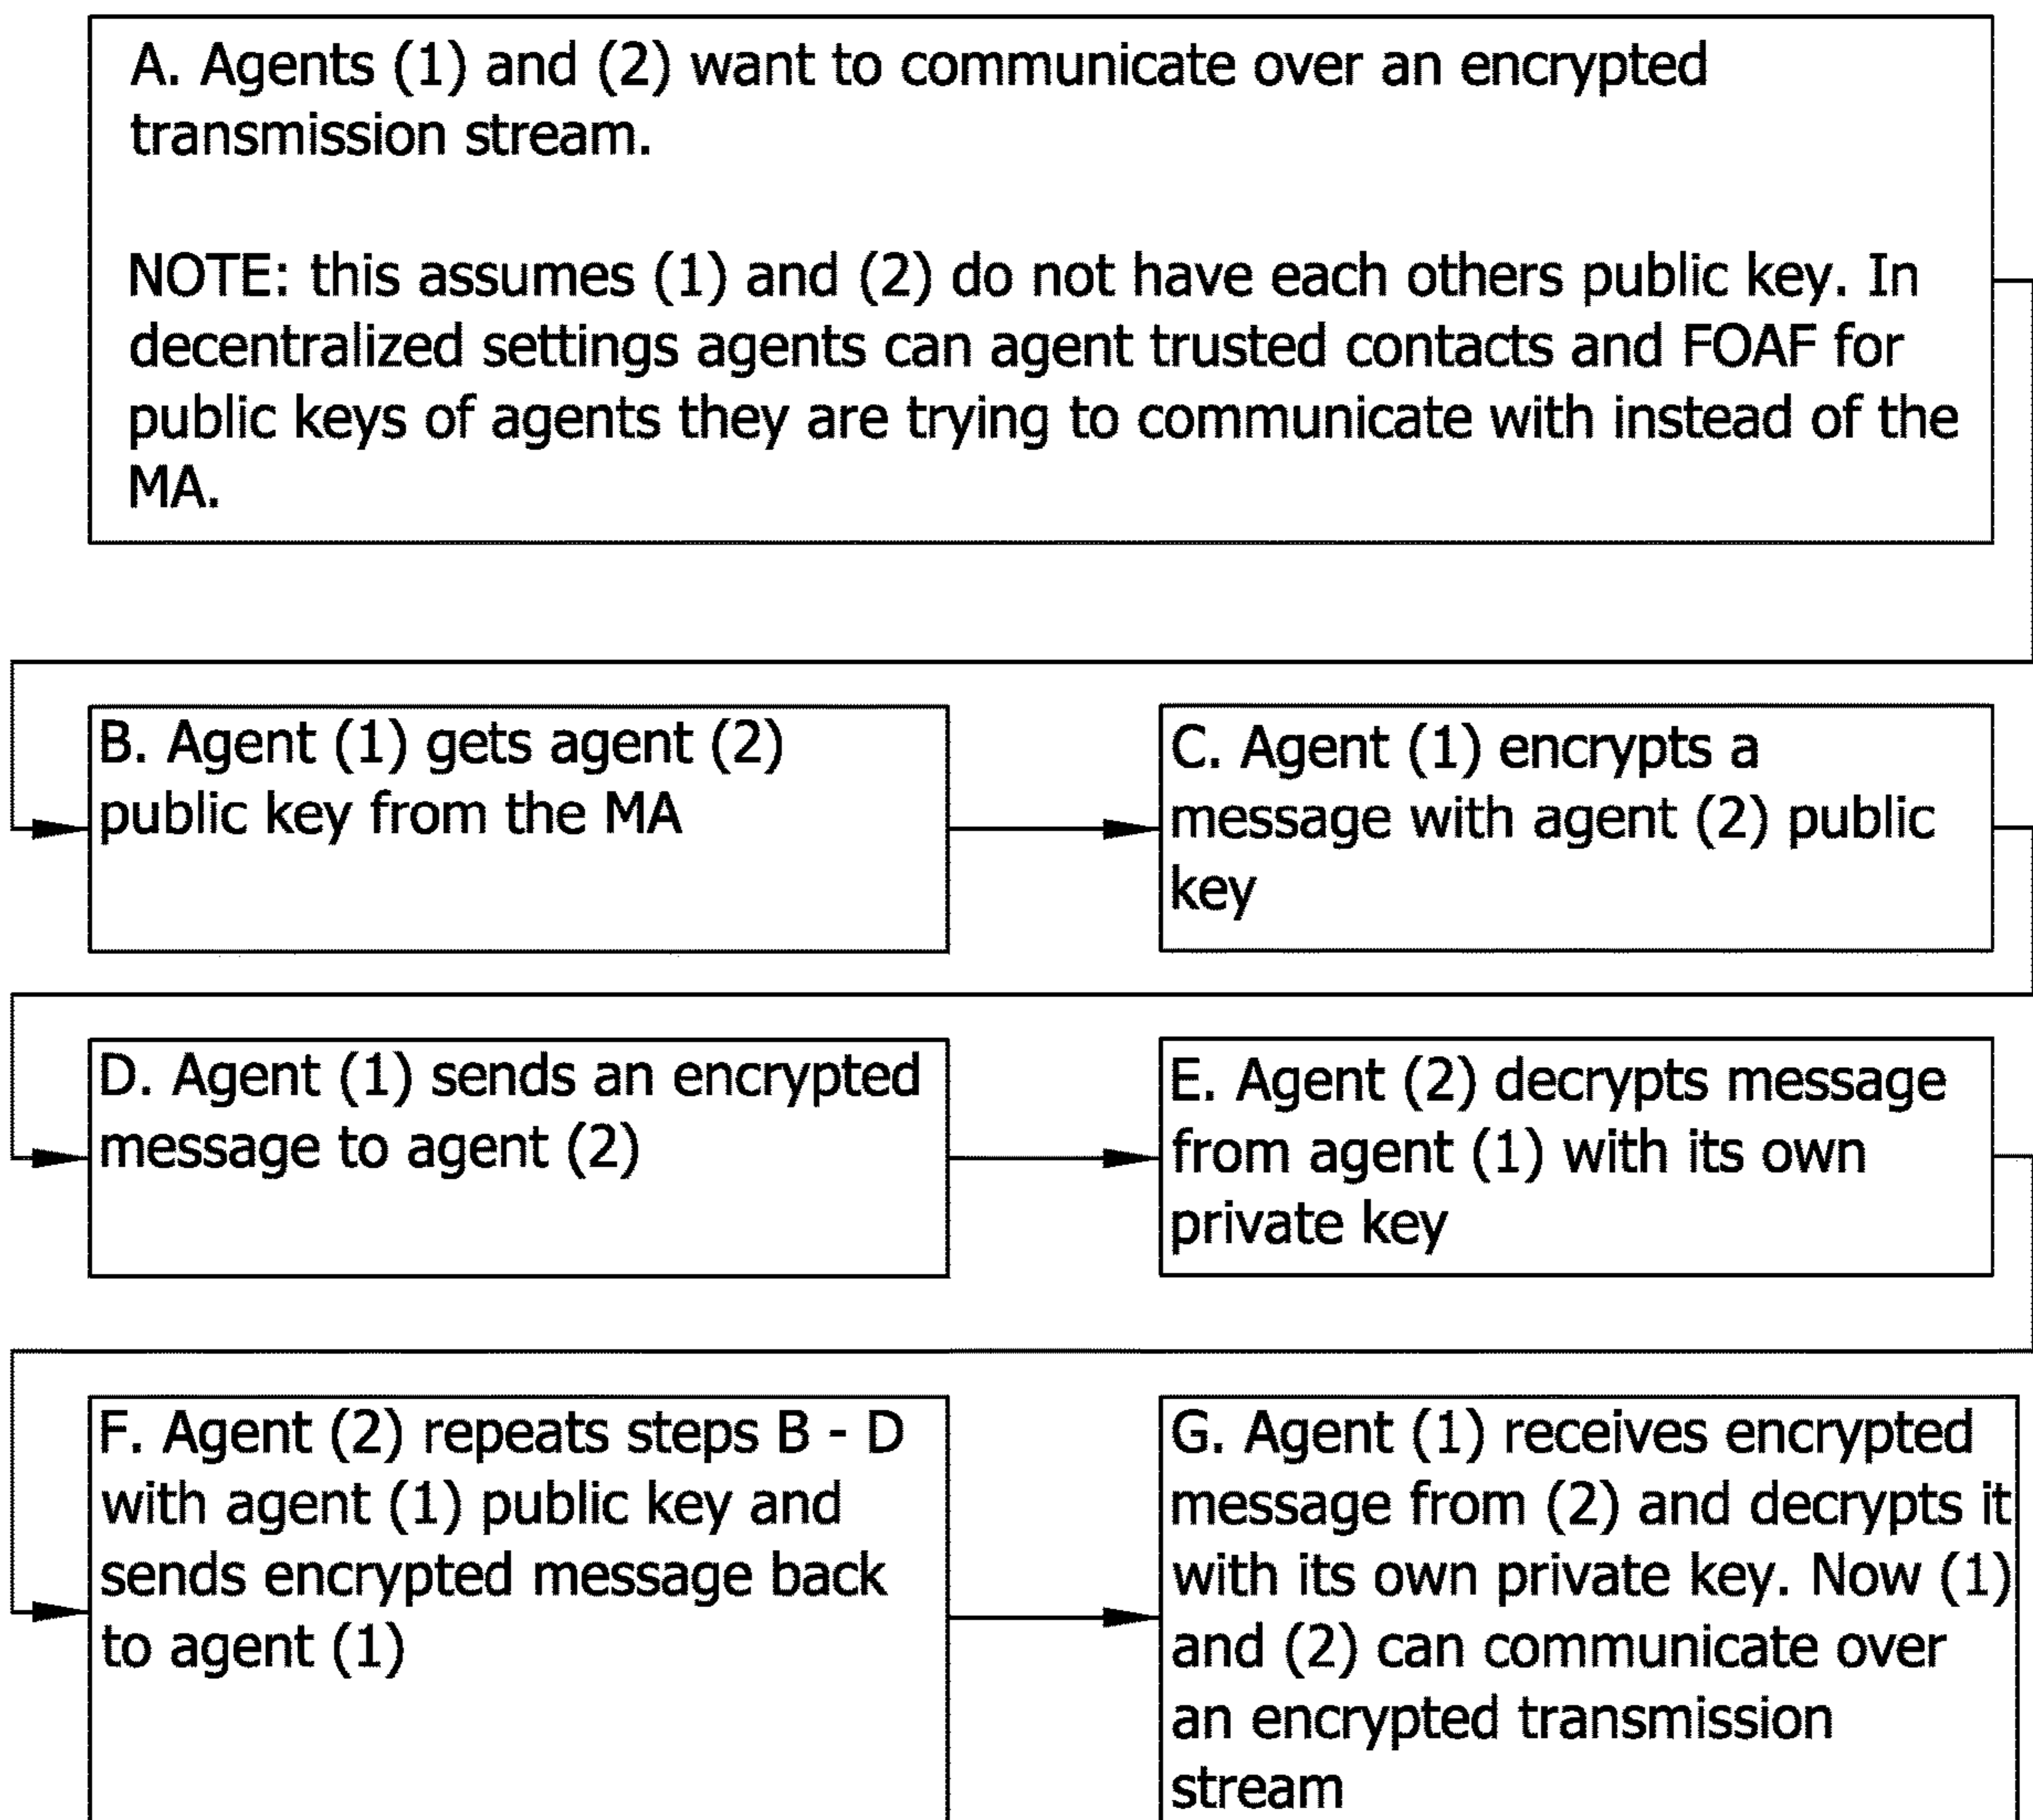 A. Agents (1) and (2) want to communicate over an encrypted
transmission stream.
NOTE: this assumes (1) and (2) do not have each others public key. In
decentralized settings agents can agent trusted contacts and FOAF for
public keys of agents they are trying to communicate with instead of the
MA.
B. Agent (1) gets agent (2)
public key from the MA
C. Agent (1) encrypts a
message with agent (2) public
key
D. Agent (1) sends an encrypted
message to agent (2)
E. Agent (2) decrypts message
from agent (1) with its own
private key
F. Agent (2) repeats steps B - D
with agent (1) public key and
sends encrypted message back
to agent (1)
G. Agent (1) receives encrypted
message from (2) and decrypts it
with its own private key. Now (1)
and (2) can communicate over
an encrypted transmission
stream